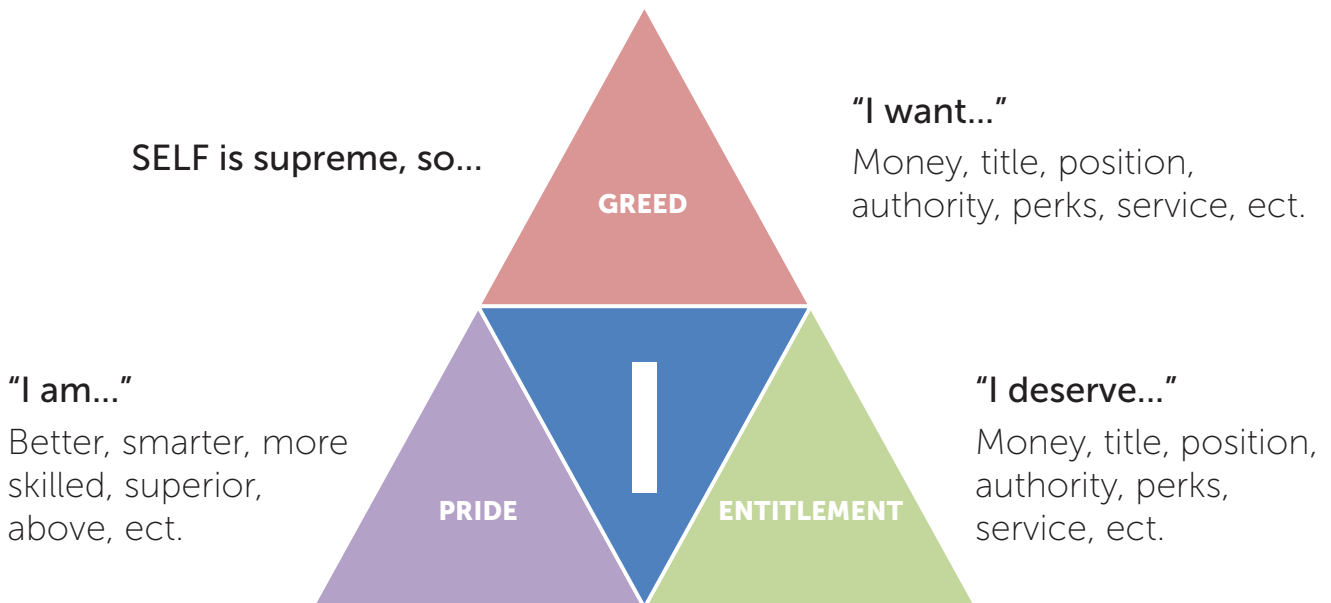 SELF is supreme, so...
GREED
“I want...”
Money, title, position,
authority, perks, service, ect.
“I am...”
Better, smarter, more
skilled, superior,
above, ect.
PRIDE
I
ENTITLEMENT
“I deserve...”
Money, title, position,
authority, perks,
service, ect.